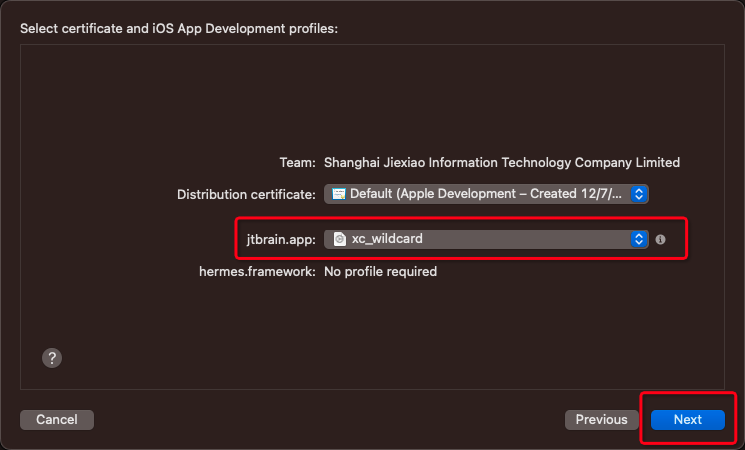 Select certificate and iOS App Development profiles:
Team: Shanghai Jiexiao Information Technology Company Limited
Distribution certificate: Default (Apple Development – Created 12/7/...
jtbrain.app: xc_wildcard
hermes.framework: No profile required
?
Cancel Previous Next